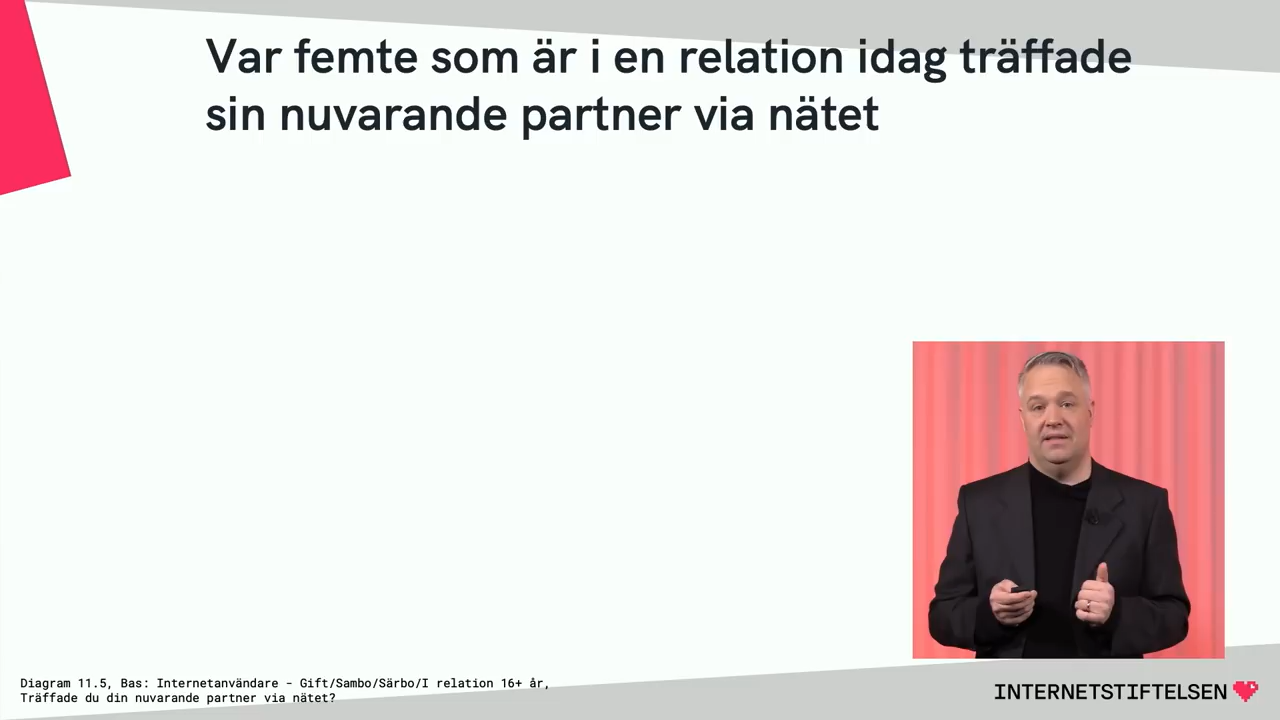 Var femte som är i en relation idag träffade
sin nuvarande partner via nätet
Diagram 11.5, Bas: Internetanvändare - Gift/Sambo/Särbo/I relation 16+ år,
Träffade du din nuvarande partner via nätet?
INTERNETSTIFTELSEN